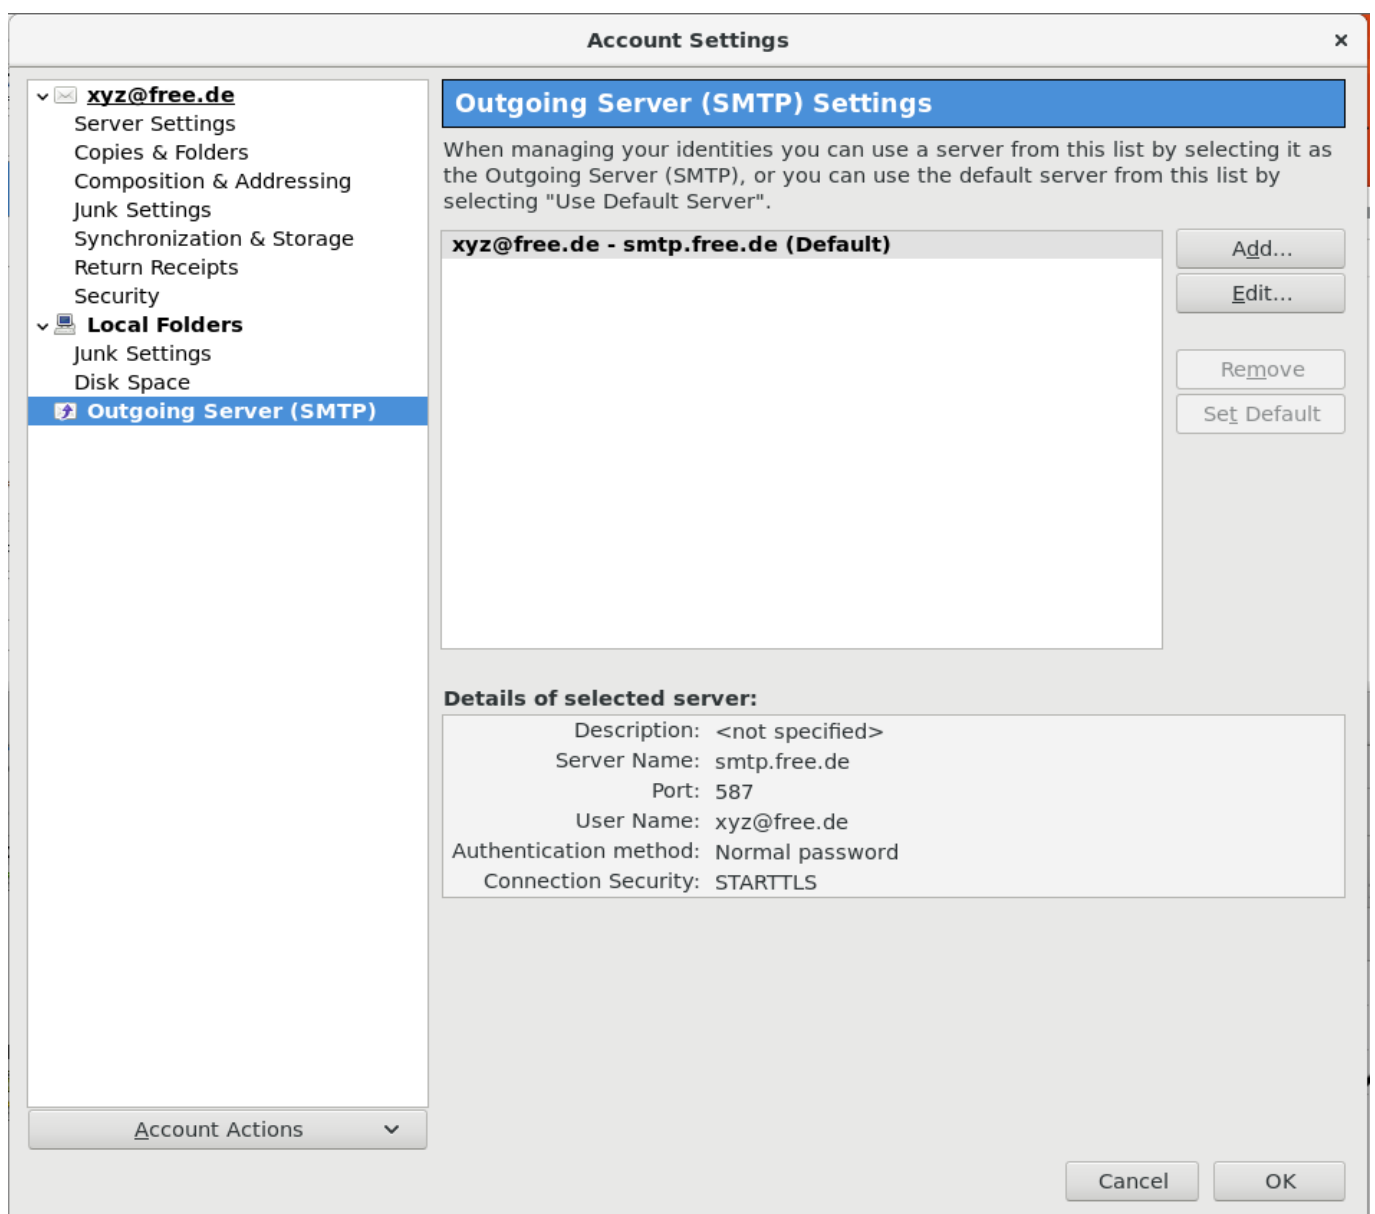 Account Settings
xyz@free.de
Server Settings
Copies & Folders
Composition & Addressing
Junk Settings
Synchronization & Storage
Return Receipts
Security
Local Folders
Junk Settings
Disk Space
Outgoing Server (SMTP)
Account Actions
Outgoing Server (SMTP) Settings
When managing your identities you can use a server from this list by selecting it as
the Outgoing Server (SMTP), or you can use the default server from this list by
selecting "Use Default Server".
xyz@free.de - smtp.free.de (Default)
Add...
Edit...
Remove
Set Default
Details of selected server:
Description: <not specified>
Server Name: smtp.free.de
Port: 587
User Name: xyz@free.de
Authentication method: Normal password
Connection Security: STARTTLS
Cancel
OK